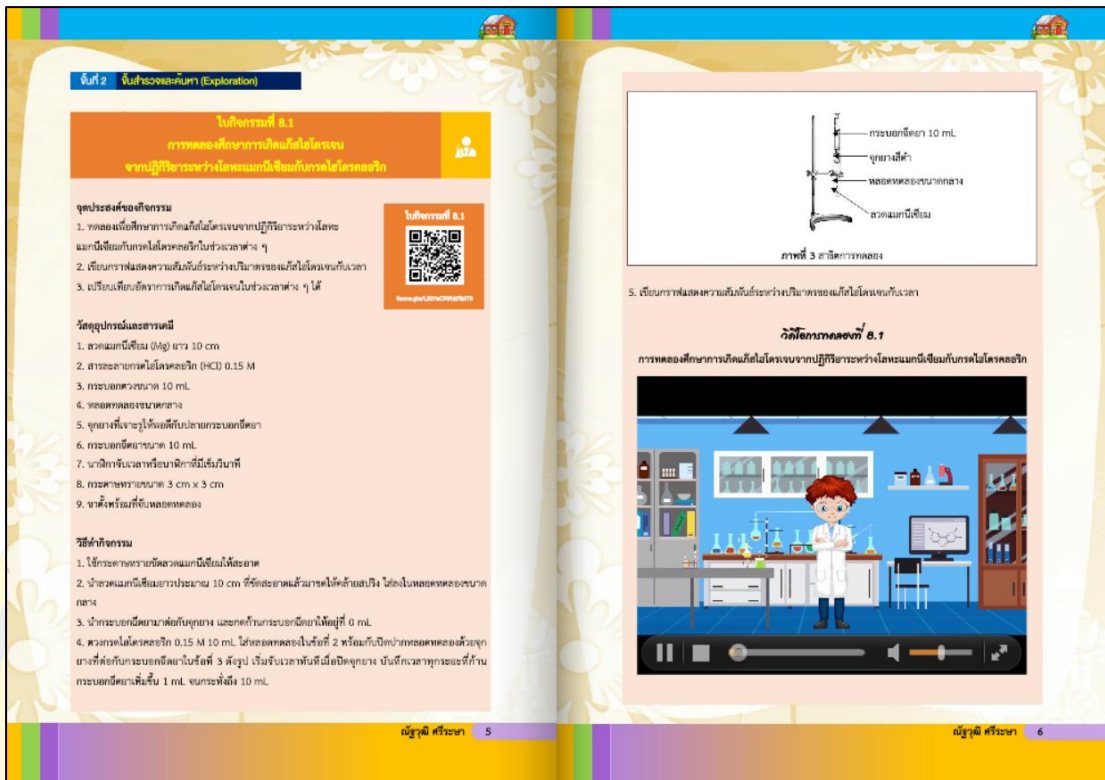 ขั้นที่ 2 ขั้นสำรวจและค้นหา (Exploration)
ใบกิจกรรมที่ 8.1
การทดลองศึกษาการเกิดแก๊สไฮโดรเจน
จากปฏิกิริยาระหว่างโลหะแมกนีเซียมกับกรดไฮโดรคลอริก
จุดประสงค์ของกิจกรรม
1. ทดลองเพื่อศึกษาการเกิดแก๊สไฮโดรเจนจากปฏิกิริยาระหว่างโลหะ
แมกนีเซียมกับกรดไฮโดรคลอริกในช่วงเวลาต่าง ๆ
2. เขียนกราฟแสดงความสัมพันธ์ระหว่างปริมาตรของแก๊สไฮโดรเจนกับเวลา
3. เปรียบเทียบอัตราการเกิดแก๊สไฮโดรเจนในช่วงเวลาต่าง ๆ ได้
ใบกิจกรรมที่ 8.1
วัสดุอุปกรณ์และสารเคมี
1. ลวดแมกนีเซียม (Mg) ยาว 10 cm
2. สารละลายกรดไฮโดรคลอริก (HCl) 0.15 M
3. กระบอกตวงขนาด 10 mL
4. หลอดทดลองขนาดกลาง
5. จุกยางที่เจาะรูให้พอดีกับปลายกระบอกฉีดยา
6. กระบอกฉีดยาขนาด 10 mL
7. นาฬิกาจับเวลาหรือนาฬิกาที่มีเข็มวินาที
8. กระดาษทรายขนาด 3 cm x 3 cm
9. ขาตั้งพร้อมที่จับหลอดทดลอง
วิธีทำกิจกรรม
1. ใช้กระดาษทรายขัดลวดแมกนีเซียมให้สะอาด
2. นำลวดแมกนีเซียมยาวประมาณ 10 cm ที่ขัดสะอาดแล้วมาขดให้คล้ายสปริง ใส่ลงในหลอดทดลองขนาด
กลาง
3. นำกระบอกฉีดยามาต่อกับจุกยาง และกดก้านกระบอกฉีดยาให้อยู่ที่ 0 mL
4. ตวงกรดไฮโดรคลอริก 0.15 M 10 mL ใส่หลอดทดลองในข้อที่ 2 พร้อมกับปิดปากหลอดทดลองด้วยจุก
ยางที่ต่อกับกระบอกฉีดยาในข้อที่ 3 ดังรูป เริ่มจับเวลาทันทีเมื่อปิดจุกยาง บันทึกเวลาทุกระยะที่ก้าน
กระบอกฉีดยาเพิ่มขึ้น 1 mL จนกระทั่งถึง 10 mL
ณัฐวุฒิ ศรีระษา 5
กระบอกฉีดยา 10 mL
จุกยางสีดำ
หลอดทดลองขนาดกลาง
ลวดแมกนีเซียม
ภาพที่ 3 สาธิตการทดลอง
5. เขียนกราฟแสดงความสัมพันธ์ระหว่างปริมาตรของแก๊สไฮโดรเจนกับเวลา
วิดีโอการทดลองที่ 8.1
การทดลองศึกษาการเกิดแก๊สไฮโดรเจนจากปฏิกิริยาระหว่างโลหะแมกนีเซียมกับกรดไฮโดรคลอริก
ณัฐวุฒิ ศรีระษา 6